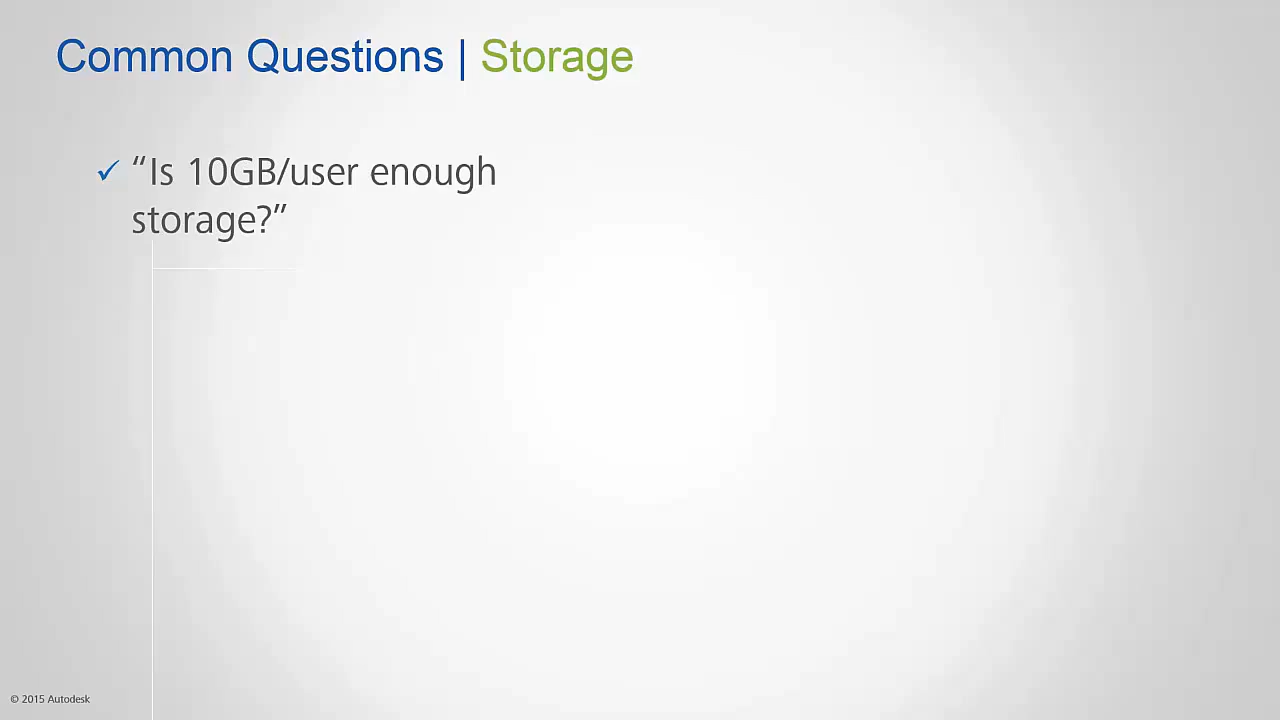 Common Questions | Storage
✓ “Is 10GB/user enough
storage?”
© 2015 Autodesk